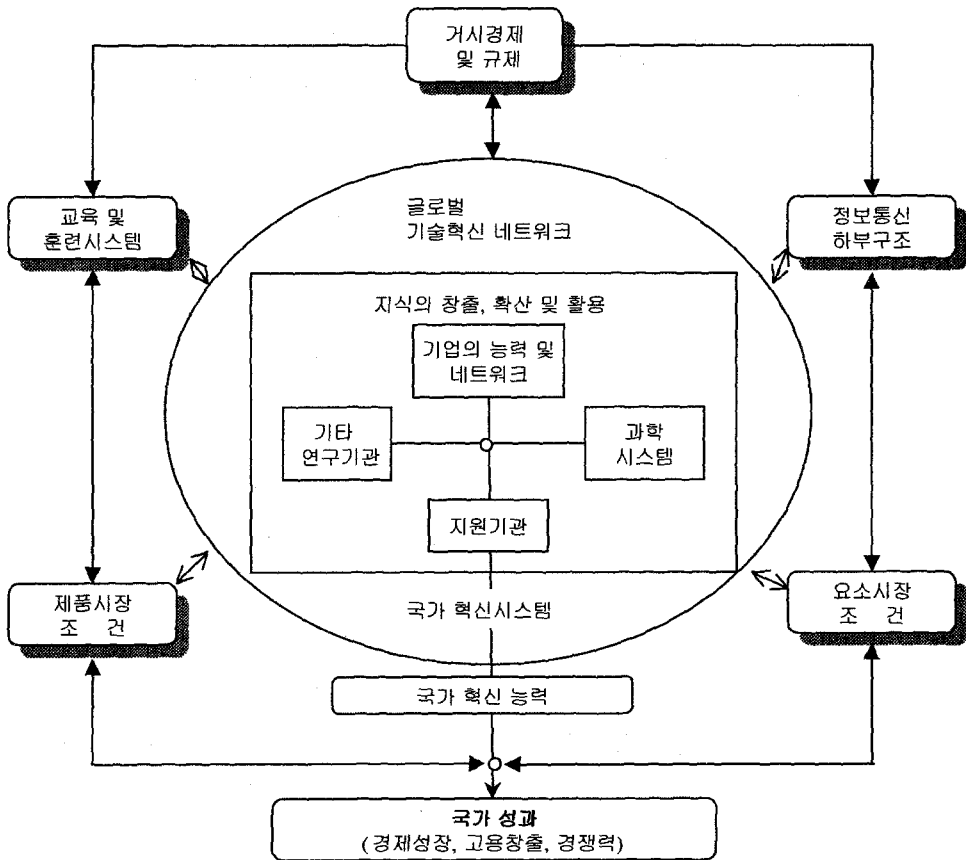 거시경제
및 규제
교육 및
훈련시스템
글로벌
기술혁신 네트워크
정보통신
하부구조
지식의 창출, 확산 및 활용
기업의 능력 및
네트워크
기타
연구기관
과학
시스템
지원기관
제품시장
조 건
국가 혁신시스템
요소시장
조 건
국가 혁신 능력
국가 성과
(경제성장, 고용창출, 경쟁력)